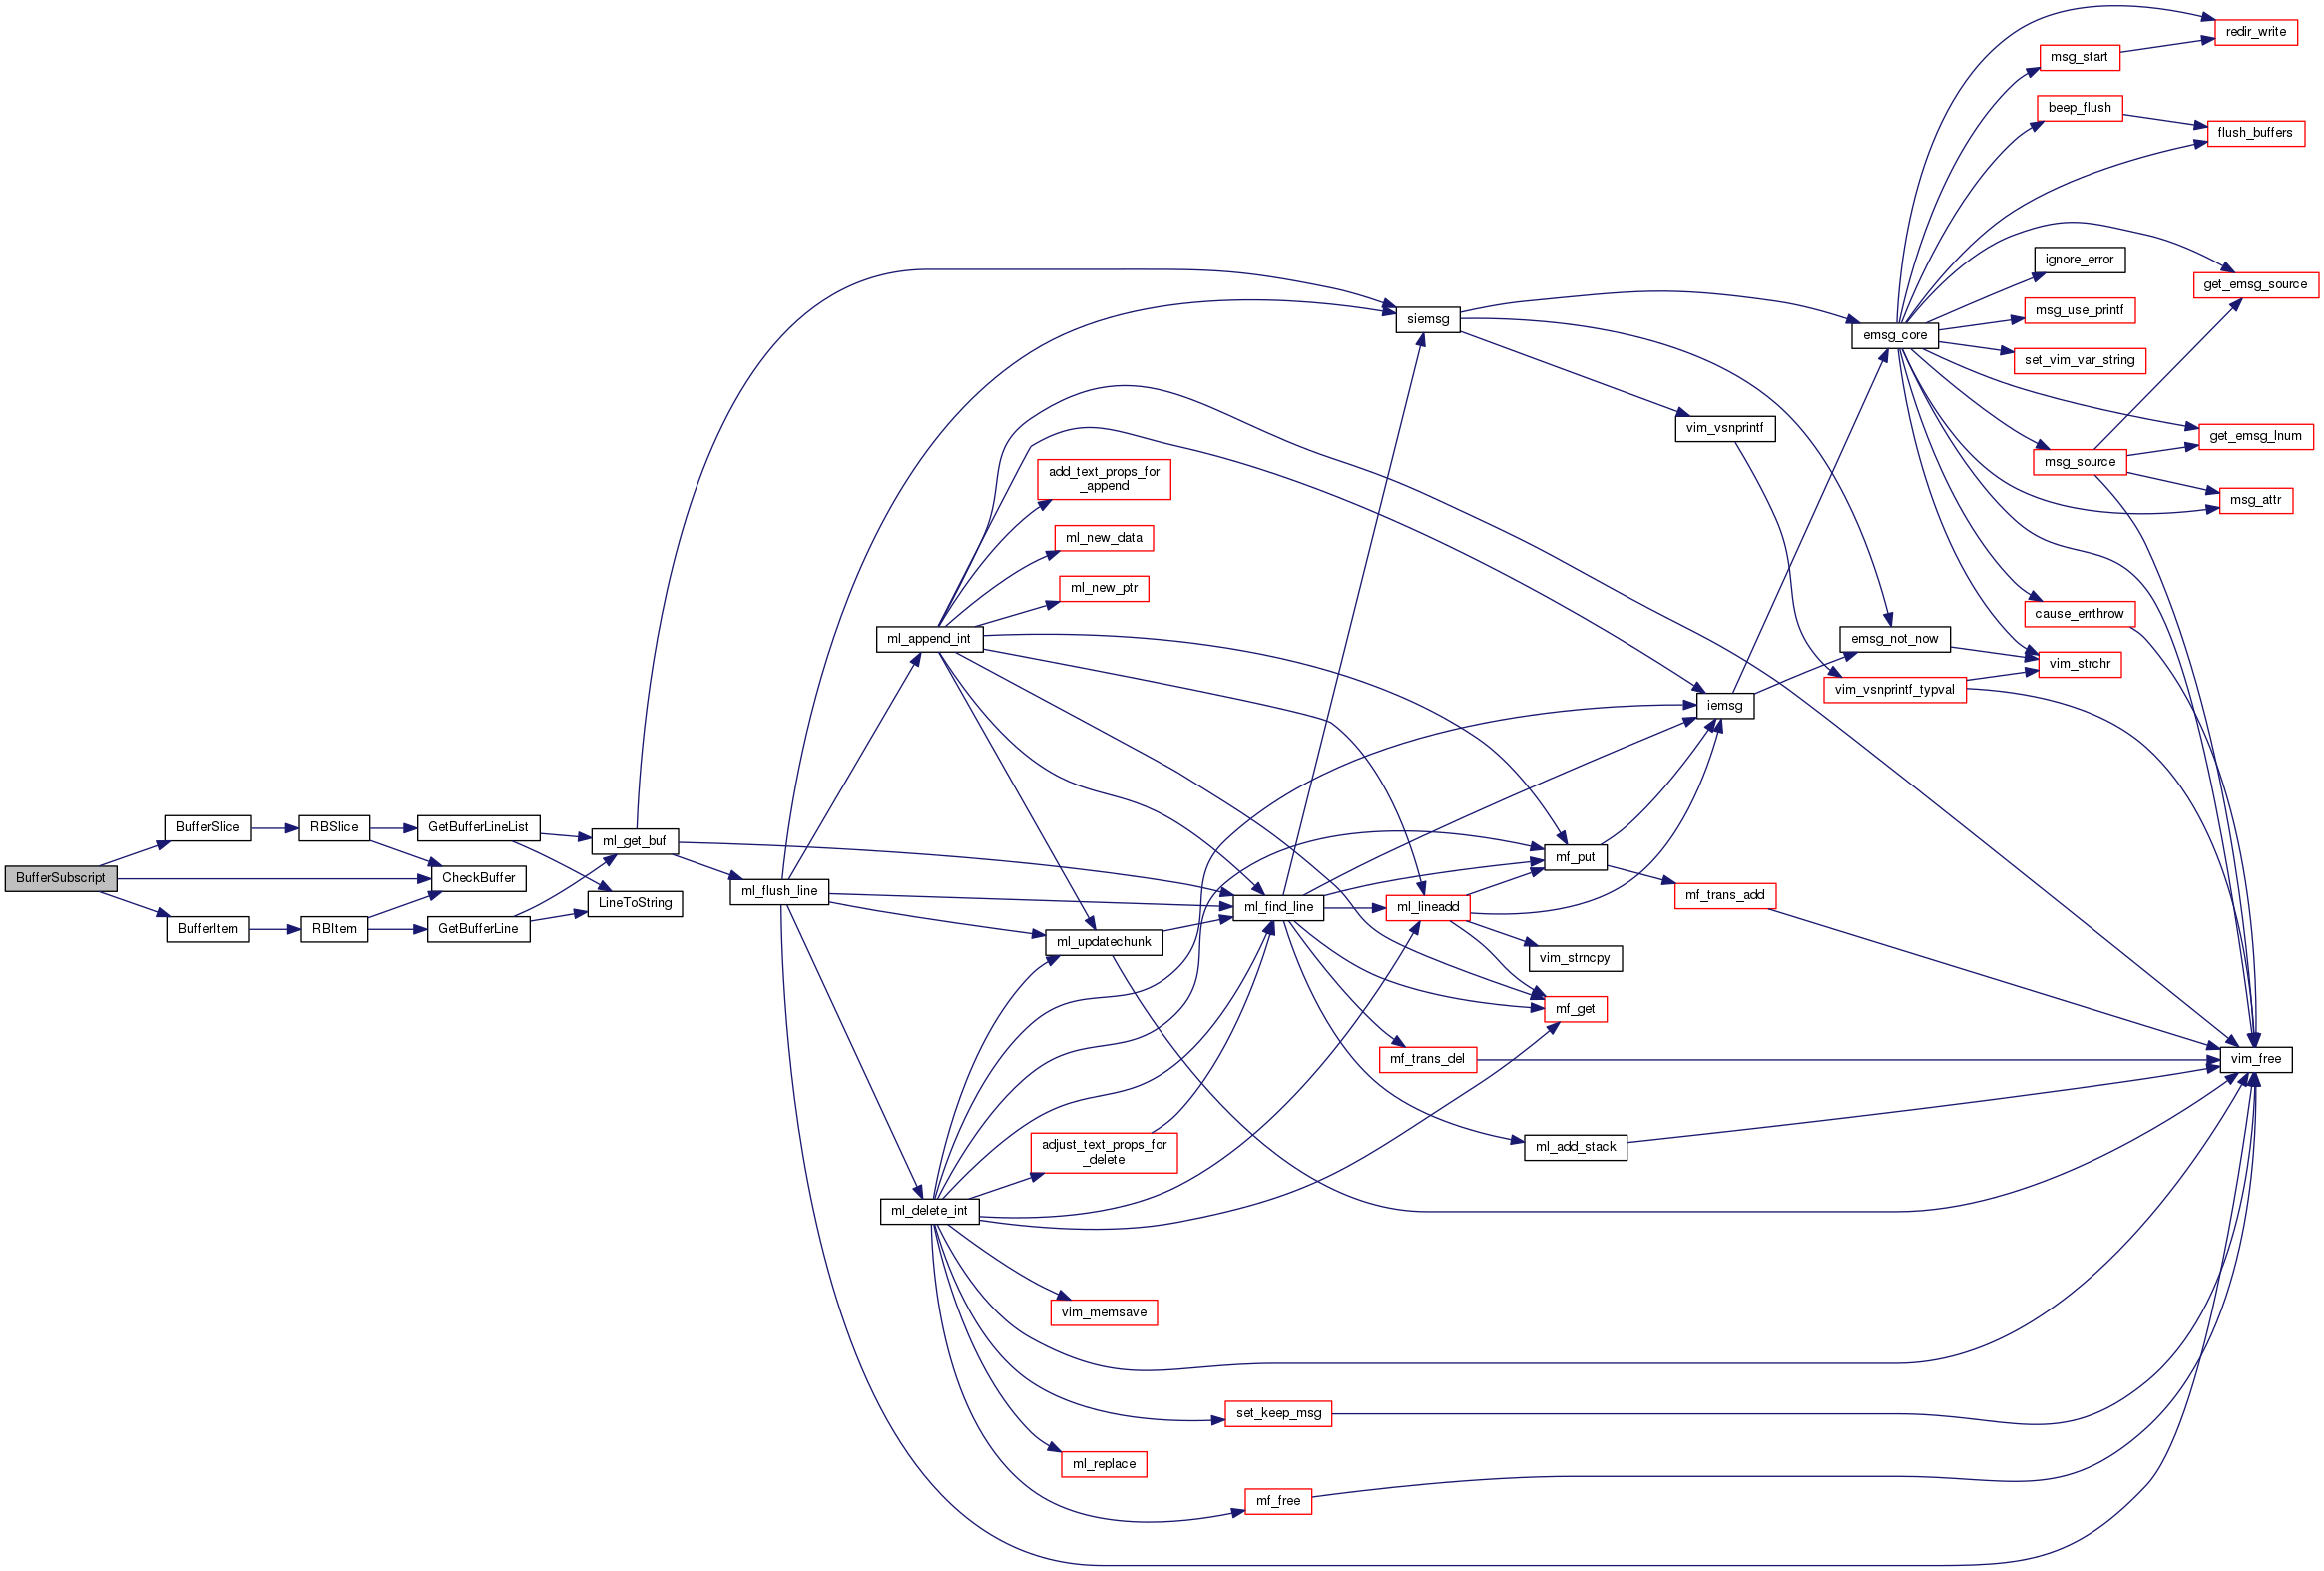 redir_write
msg_start
beep_flush
flush_buffers
ignore_error
get_emsg_source
msg_use_printf
siemsg
emsg_core
set_vim_var_string
vim_vsnprintf
get_emsg_lnum
msg_source
add_text_props_for
_append
msg_attr
ml_new_data
ml_new_ptr
cause_errthrow
ml_append_int
emsg_not_now
vim_strchr
vim_vsnprintf_typval
iemsg
BufferSlice
RBSlice
GetBufferLineList
ml_get_buf
mf_put
BufferSubscript
CheckBuffer
ml_flush_line
mf_trans_add
LineToString
ml_find_line
ml_lineadd
BufferItem
RBItem
GetBufferLine
ml_updatechunk
vim_strncpy
mf_get
mf_trans_del
vim_free
adjust_text_props_for
_delete
ml_add_stack
ml_delete_int
vim_memsave
set_keep_msg
ml_replace
mf_free